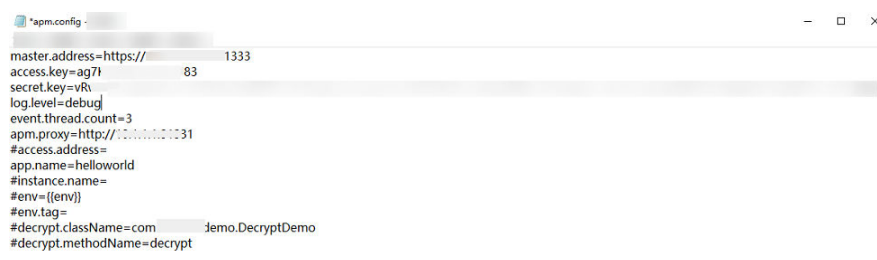 *apm.config -
master.address=https:// 1333
access.key=ag7 83
secret.key=vR
log.level=debug
event.thread.count=3
apm.proxy=http:// 31
#access.address=
app.name=helloworld
#instance.name=
#env={{env}}
#env.tag=
#decrypt.className=com demo.DecryptDemo
#decrypt.methodName=decrypt